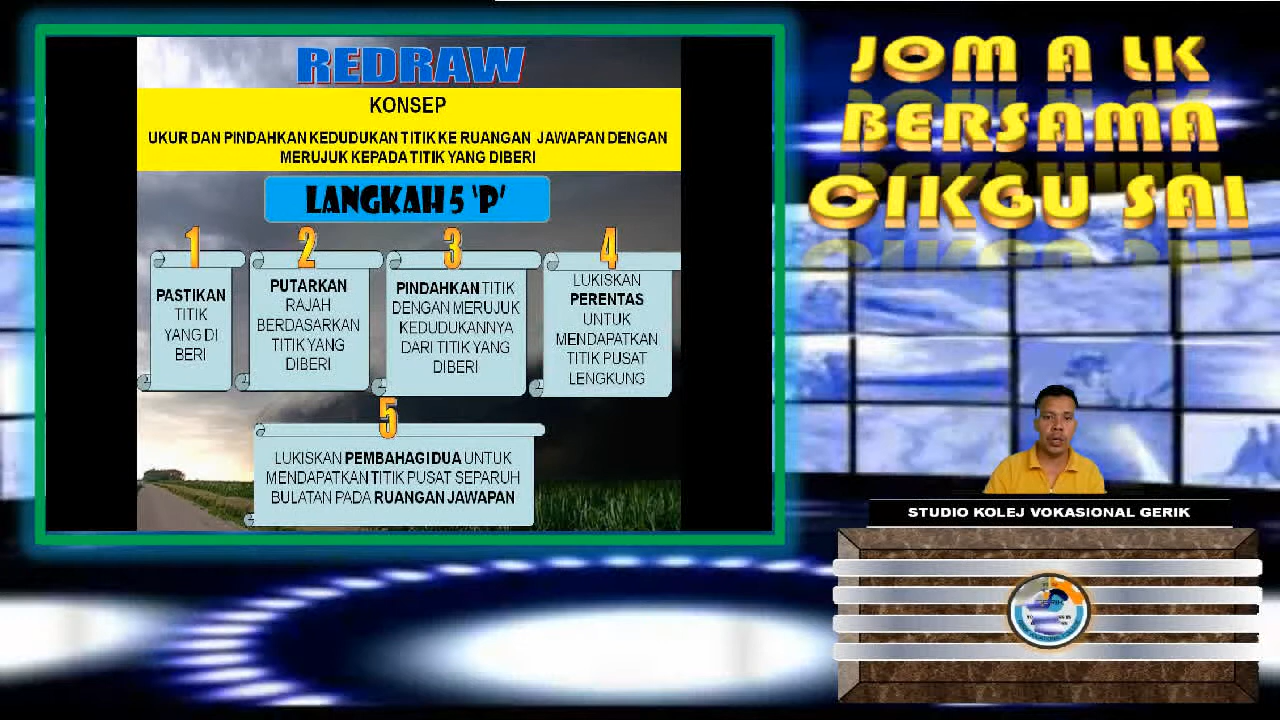 REDRAW
KONSEP
UKUR DAN PINDAHKAN KEDUDUKAN TITIK KE RUANGAN JAWAPAN DENGAN
MERUJUK KEPADA TITIK YANG DIBERI
LANGKAH 5 ‘P’
1
PASTIKAN
TITIK
YANG DI
BERI
2
PUTARKAN
RAJAH
BERDASARKAN
TITIK YANG
DIBERI
3
PINDAHKAN TITIK
DENGAN MERUJUK
KEDUDUKANNYA
DARI TITIK YANG
DIBERI
4
LUKISKAN
PERENTAS
UNTUK
MENDAPATKAN
TITIK PUSAT
LENGKUNG
5
LUKISKAN PEMBAHAGIDUA UNTUK
MENDAPATKAN TITIK PUSAT SEPARUH
BULATAN PADA RUANGAN JAWAPAN
JOM A LK
BERSAMA
CIKGU SAI
STUDIO KOLEJ VOKASIONAL GERIK